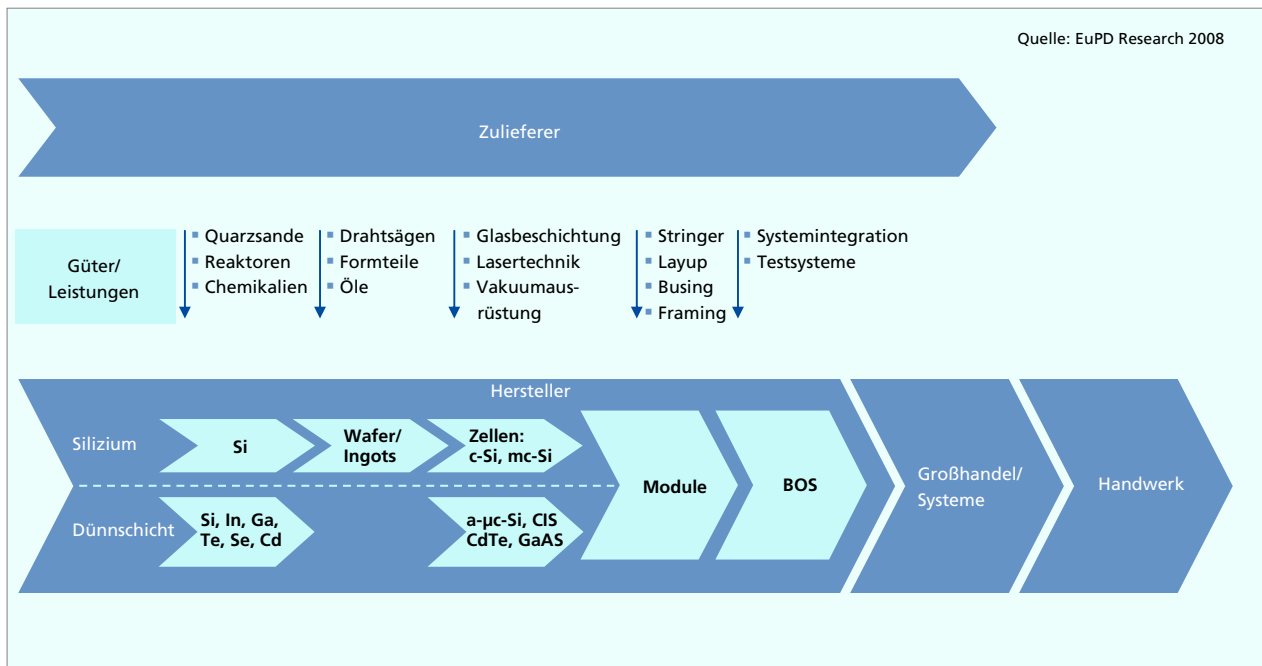 Quelle: EuPD Research 2008
Zulieferer
Güter/
Leistungen
Quarzsande
Reaktoren
Chemikalien
Drahtsägen
Formteile
Öle
Glasbeschichtung
Lasertechnik
Vakuumaus-
rüstung
Stringer
Layup
Busing
Framing
Systemintegration
Testsysteme
Hersteller
Silizium
Si
Wafer/
Ingots
Zellen:
c-Si, mc-Si
Dünnschicht
Si, In, Ga,
Te, Se, Cd
a-µc-Si, CIS
CdTe, GaAS
Module
BOS
Großhandel/
Systeme
Handwerk